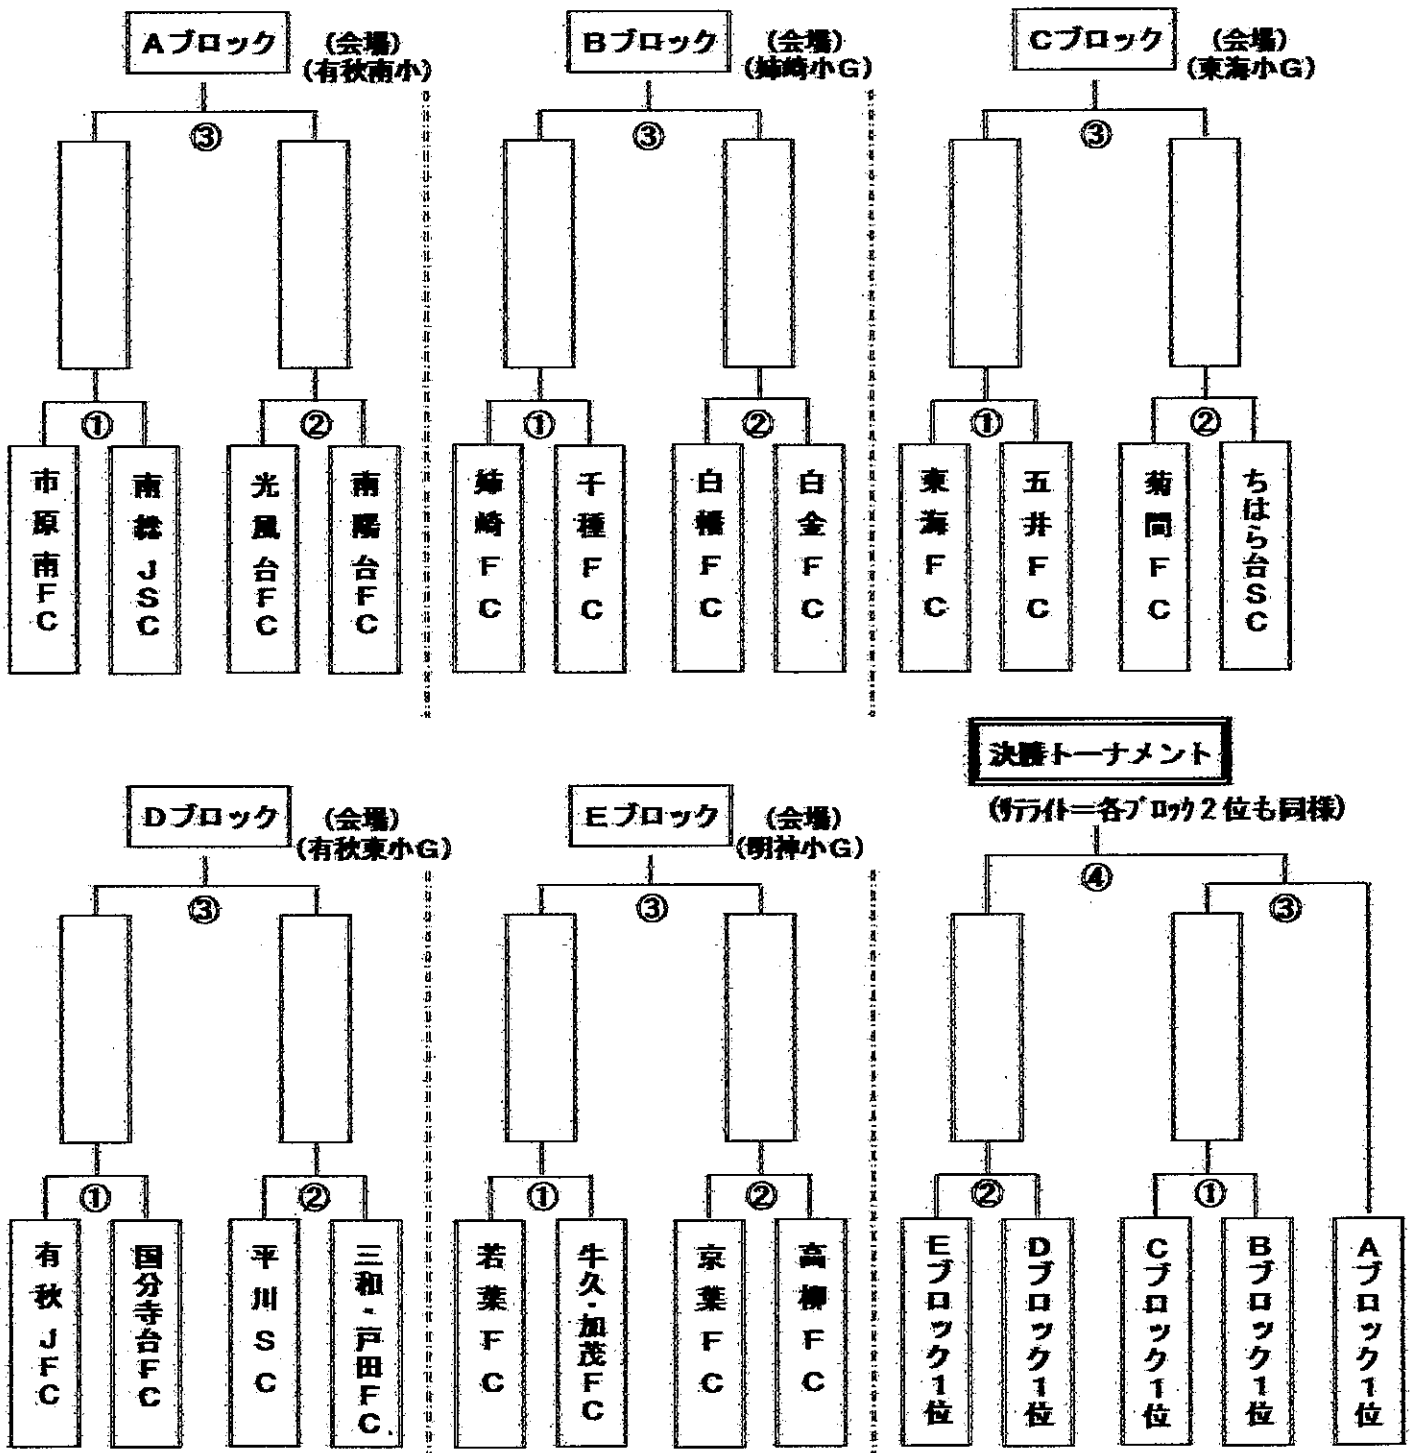 Aブロック
(会場)
(有秋南小)
③
①
②
市原南FC
南総JSC
光風台FC
南陽台FC
Bブロック
(会場)
(姉崎小G)
③
①
②
姉崎FC
千種FC
白幡FC
白金FC
Cブロック
(会場)
(東海小G)
③
①
②
東海FC
五井FC
菊間FC
ちはら台SC
Dブロック
(会場)
(有秋東小G)
③
①
②
有秋JFC
国分寺台FC
平川SC
三和・戸田FC
Eブロック
(会場)
(明神小G)
③
①
②
若葉FC
牛久・加茂FC
京葉FC
高柳FC
決勝トーナメント
(ｻﾃﾗｲﾄ＝各ﾌﾞﾛｯｸ2位も同様)
④
③
②
①
Eブロック1位
Dブロック1位
Cブロック1位
Bブロック1位
Aブロック1位